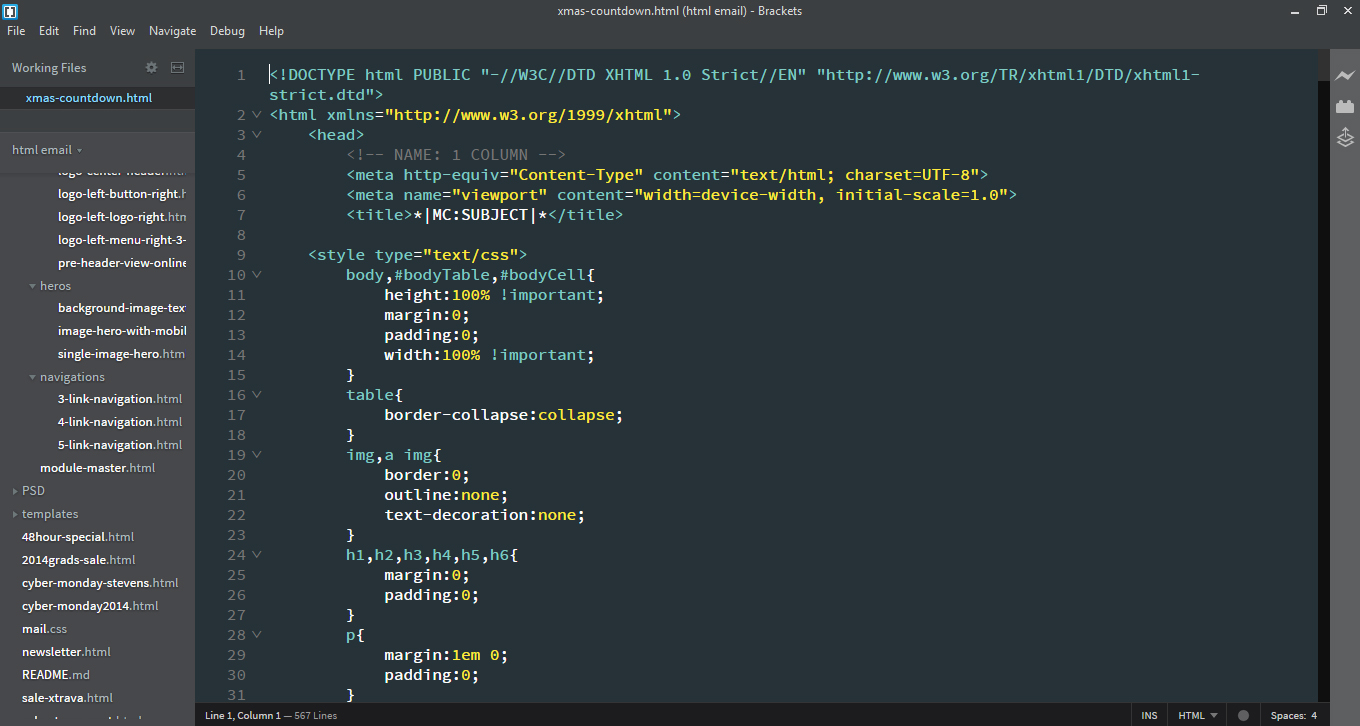 xmas-countdown.html (html email) - Brackets
File Edit Find View Navigate Debug Help
Working Files
xmas-countdown.html
html email
logo-center-header.htm
logo-left-button-right.h
logo-left-logo-right.htm
logo-left-menu-right-3-
pre-header-view-online
heros
background-image-tex
image-hero-with-mobil
single-image-hero.htm
navigations
3-link-navigation.html
4-link-navigation.html
5-link-navigation.html
module-master.html
PSD
templates
48hour-special.html
2014grads-sale.html
cyber-monday-stevens.html
cyber-monday2014.html
mail.css
newsletter.html
README.md
sale-xtrava.html
1 <!DOCTYPE html PUBLIC "-//W3C//DTD XHTML 1.0 Strict//EN" "http://www.w3.org/TR/xhtml1/DTD/xhtml1-
strict.dtd">
2 <html xmlns="http://www.w3.org/1999/xhtml">
3 <head>
4 <!-- NAME: 1 COLUMN -->
5 <meta http-equiv="Content-Type" content="text/html; charset=UTF-8">
6 <meta name="viewport" content="width=device-width, initial-scale=1.0">
7 <title>*|MC:SUBJECT|*</title>
8
9 <style type="text/css">
10 body,#bodyTable,#bodyCell{
11 height:100% !important;
12 margin:0;
13 padding:0;
14 width:100% !important;
15 }
16 table{
17 border-collapse:collapse;
18 }
19 img,a img{
20 border:0;
21 outline:none;
22 text-decoration:none;
23 }
24 h1,h2,h3,h4,h5,h6{
25 margin:0;
26 padding:0;
27 }
28 p{
29 margin:1em 0;
30 padding:0;
31 }
Line 1, Column 1 — 567 Lines
INS HTML Spaces: 4